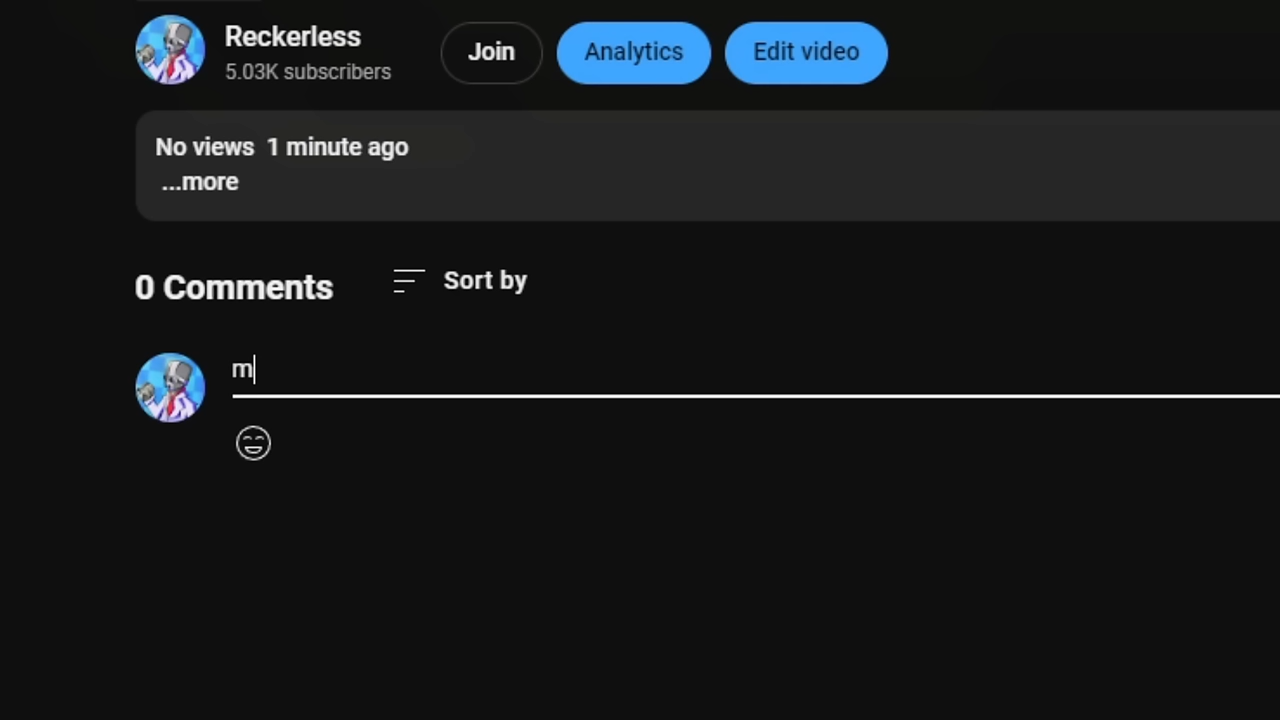 Reckerless
5.03K subscribers
Join
Analytics
Edit video
No views 1 minute ago
...more
0 Comments
Sort by
m